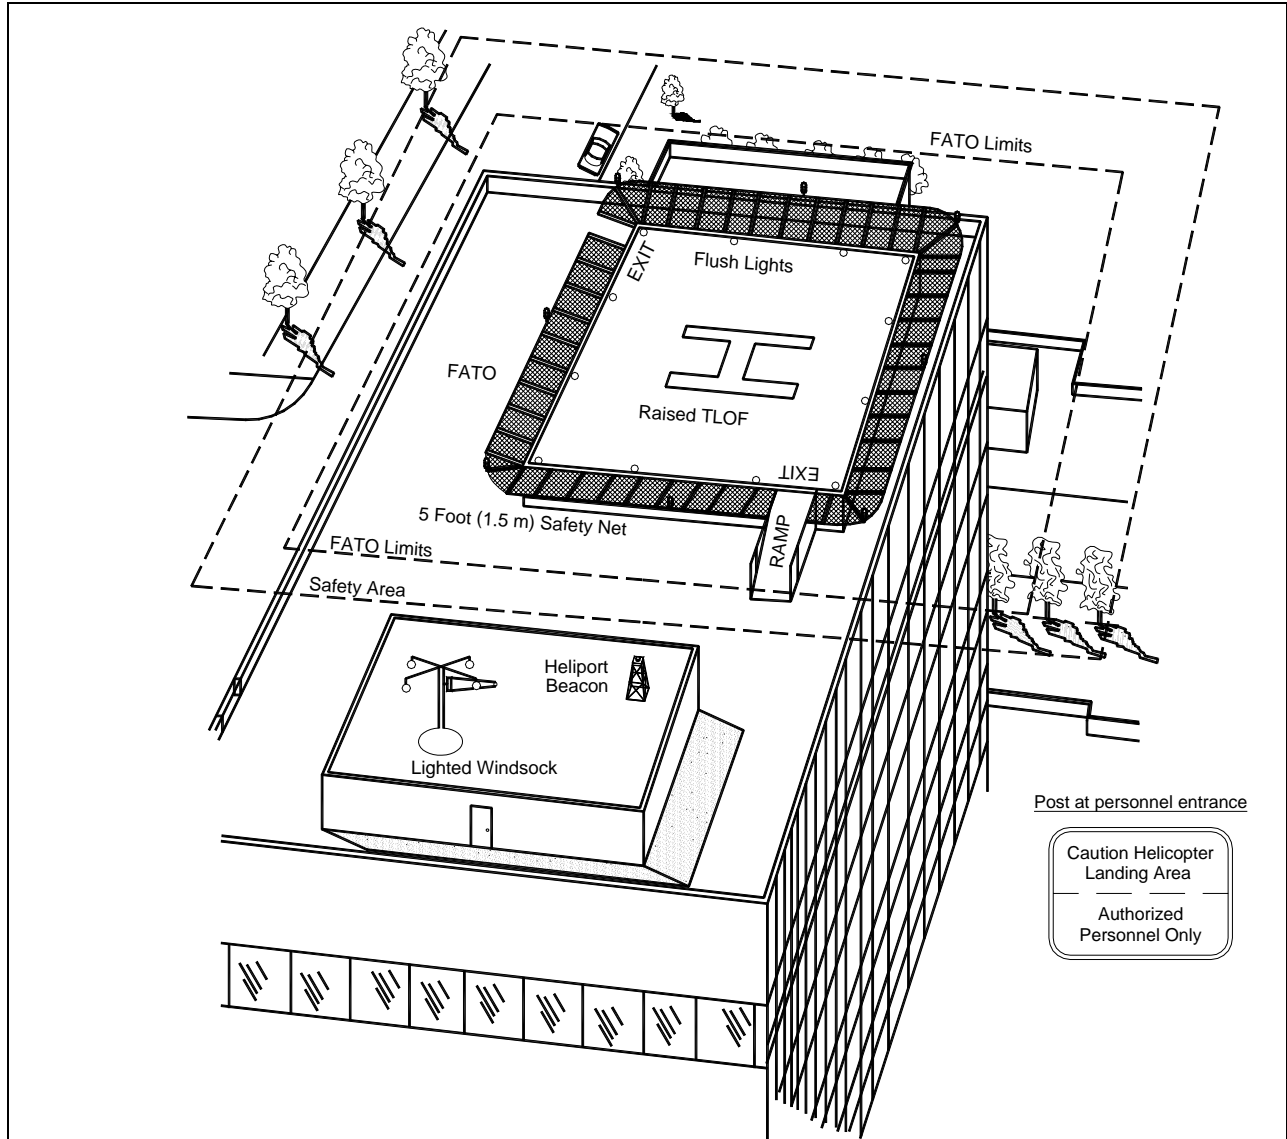 FATO Limits
EXIT
Flush Lights
H
FATO
Raised TLOF
EXIT
5 Foot (1.5 m) Safety Net
RAMP
FATO Limits
Safety Area
Heliport
Beacon
Lighted Windsock
Post at personnel entrance
Caution Helicopter
Landing Area
Authorized
Personnel Only